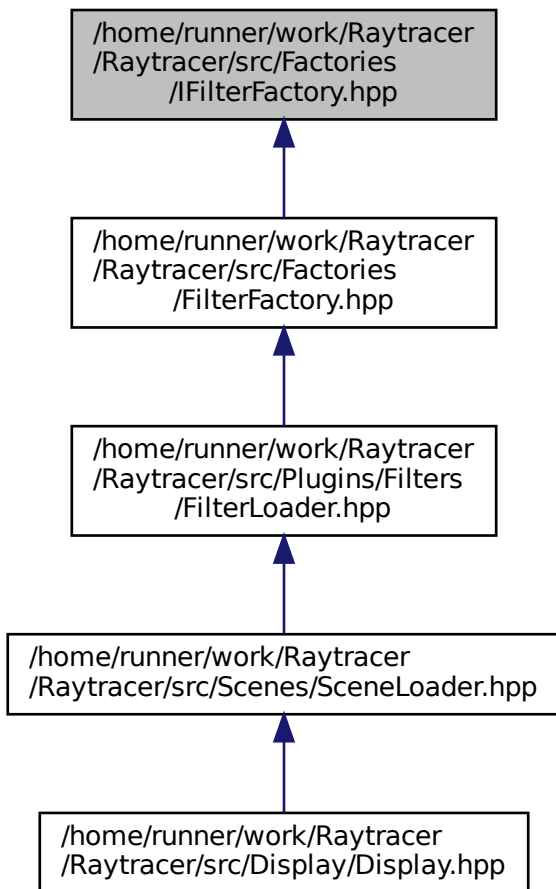 /home/runner/work/Raytracer
/Raytracer/src/Factories
/IFilterFactory.hpp
/home/runner/work/Raytracer
/Raytracer/src/Factories
/FilterFactory.hpp
/home/runner/work/Raytracer
/Raytracer/src/Plugins/Filters
/FilterLoader.hpp
/home/runner/work/Raytracer
/Raytracer/src/Scenes/SceneLoader.hpp
/home/runner/work/Raytracer
/Raytracer/src/Display/Display.hpp